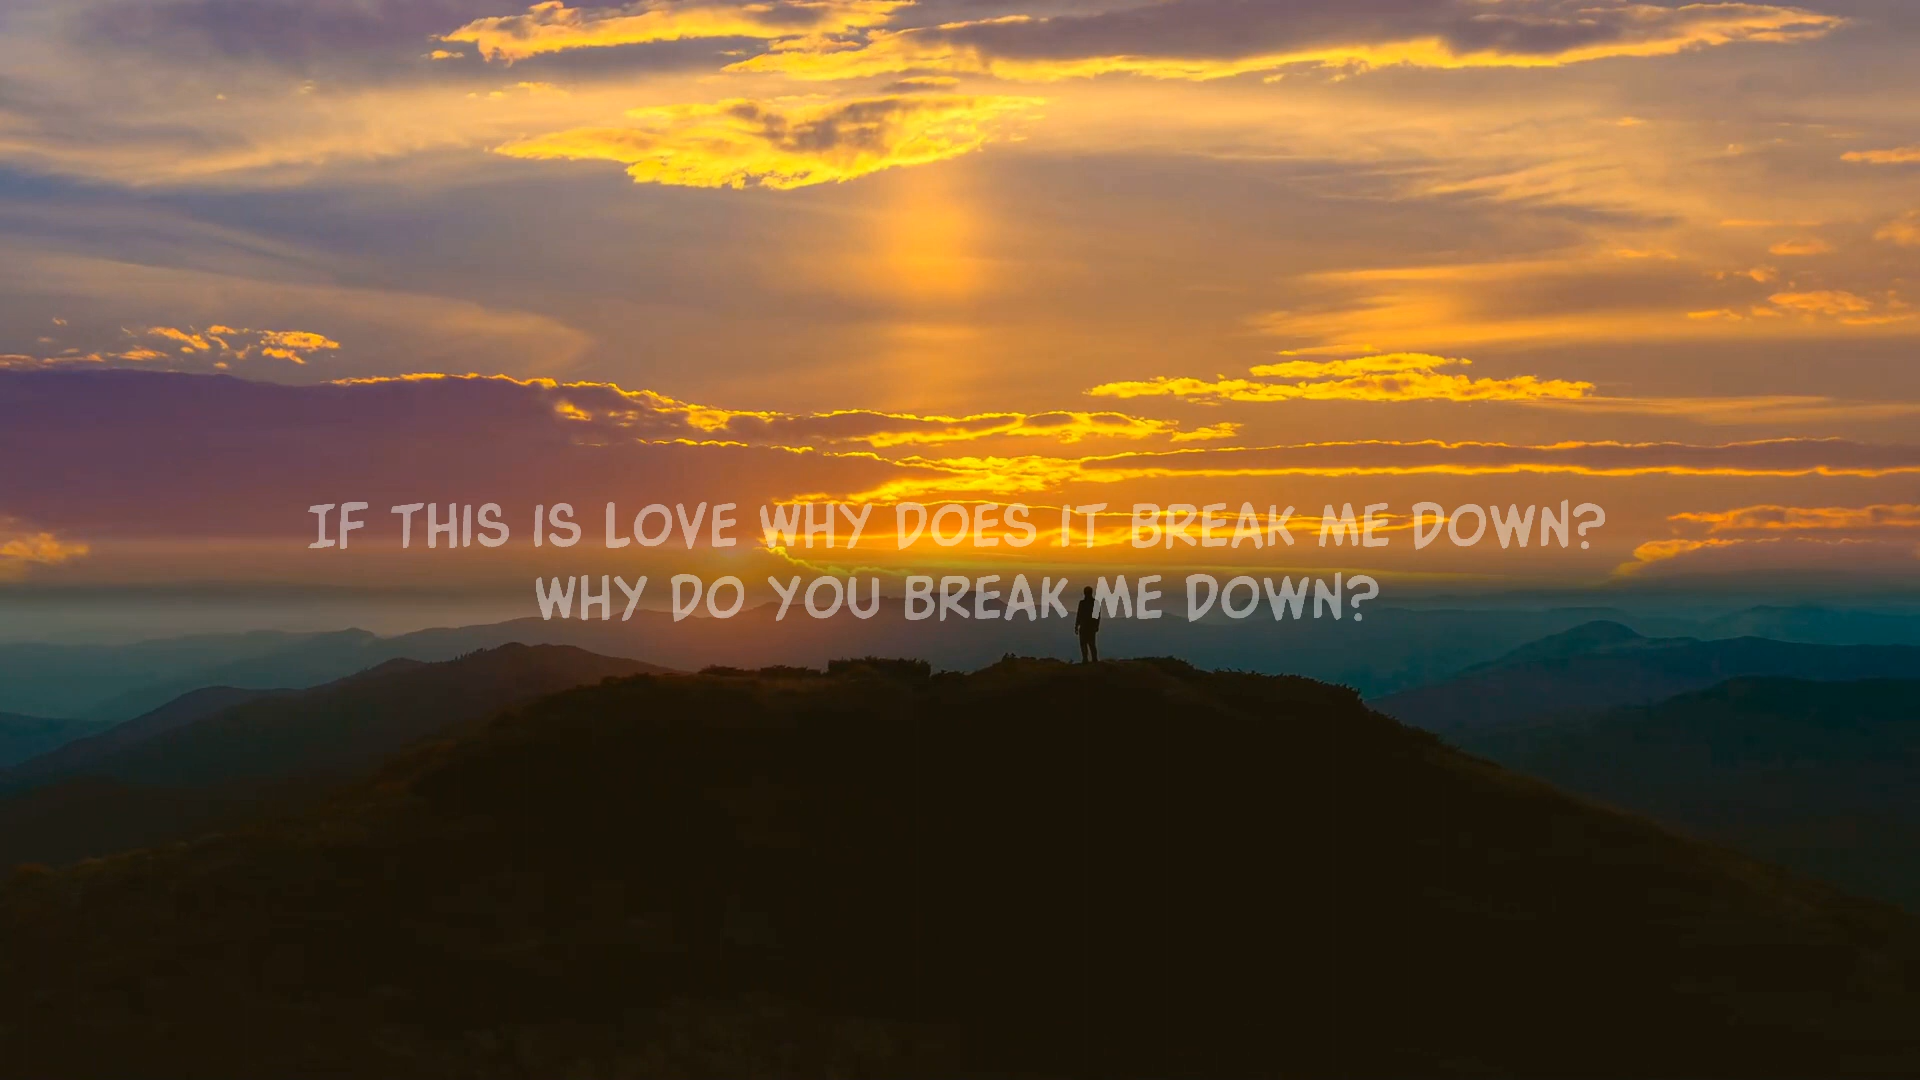 IF THIS IS LOVE WHY DOES IT BREAK ME DOWN?
WHY DO YOU BREAK ME DOWN?